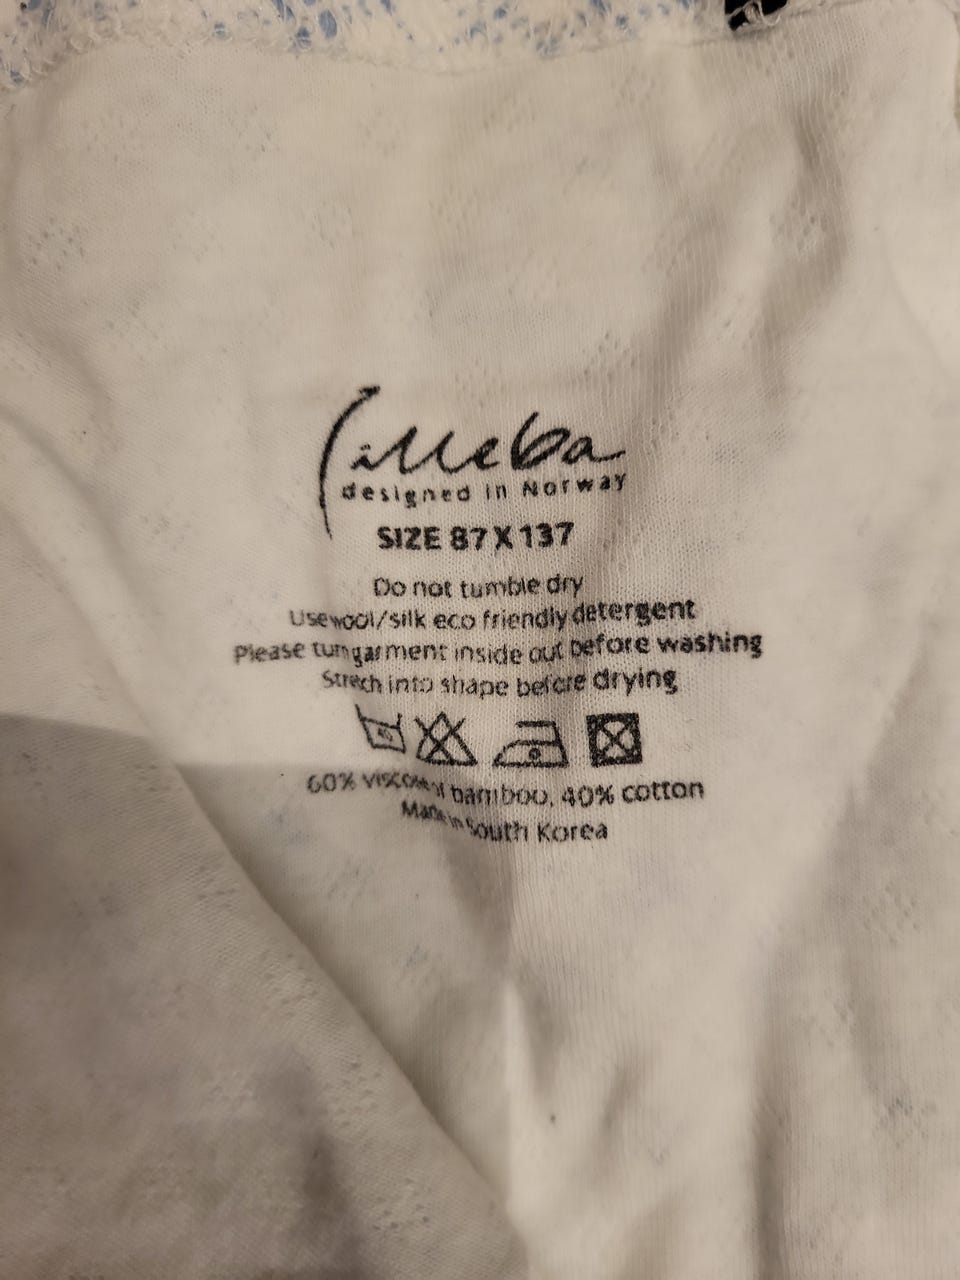 Lilleba
designed in Norway
SIZE 87 X 137
Do not tumble dry
Use wool/silk eco friendly detergent
Please turn garment inside out before washing
Stretch into shape before drying
40
60% viscose of bamboo, 40% cotton
Made in South Korea